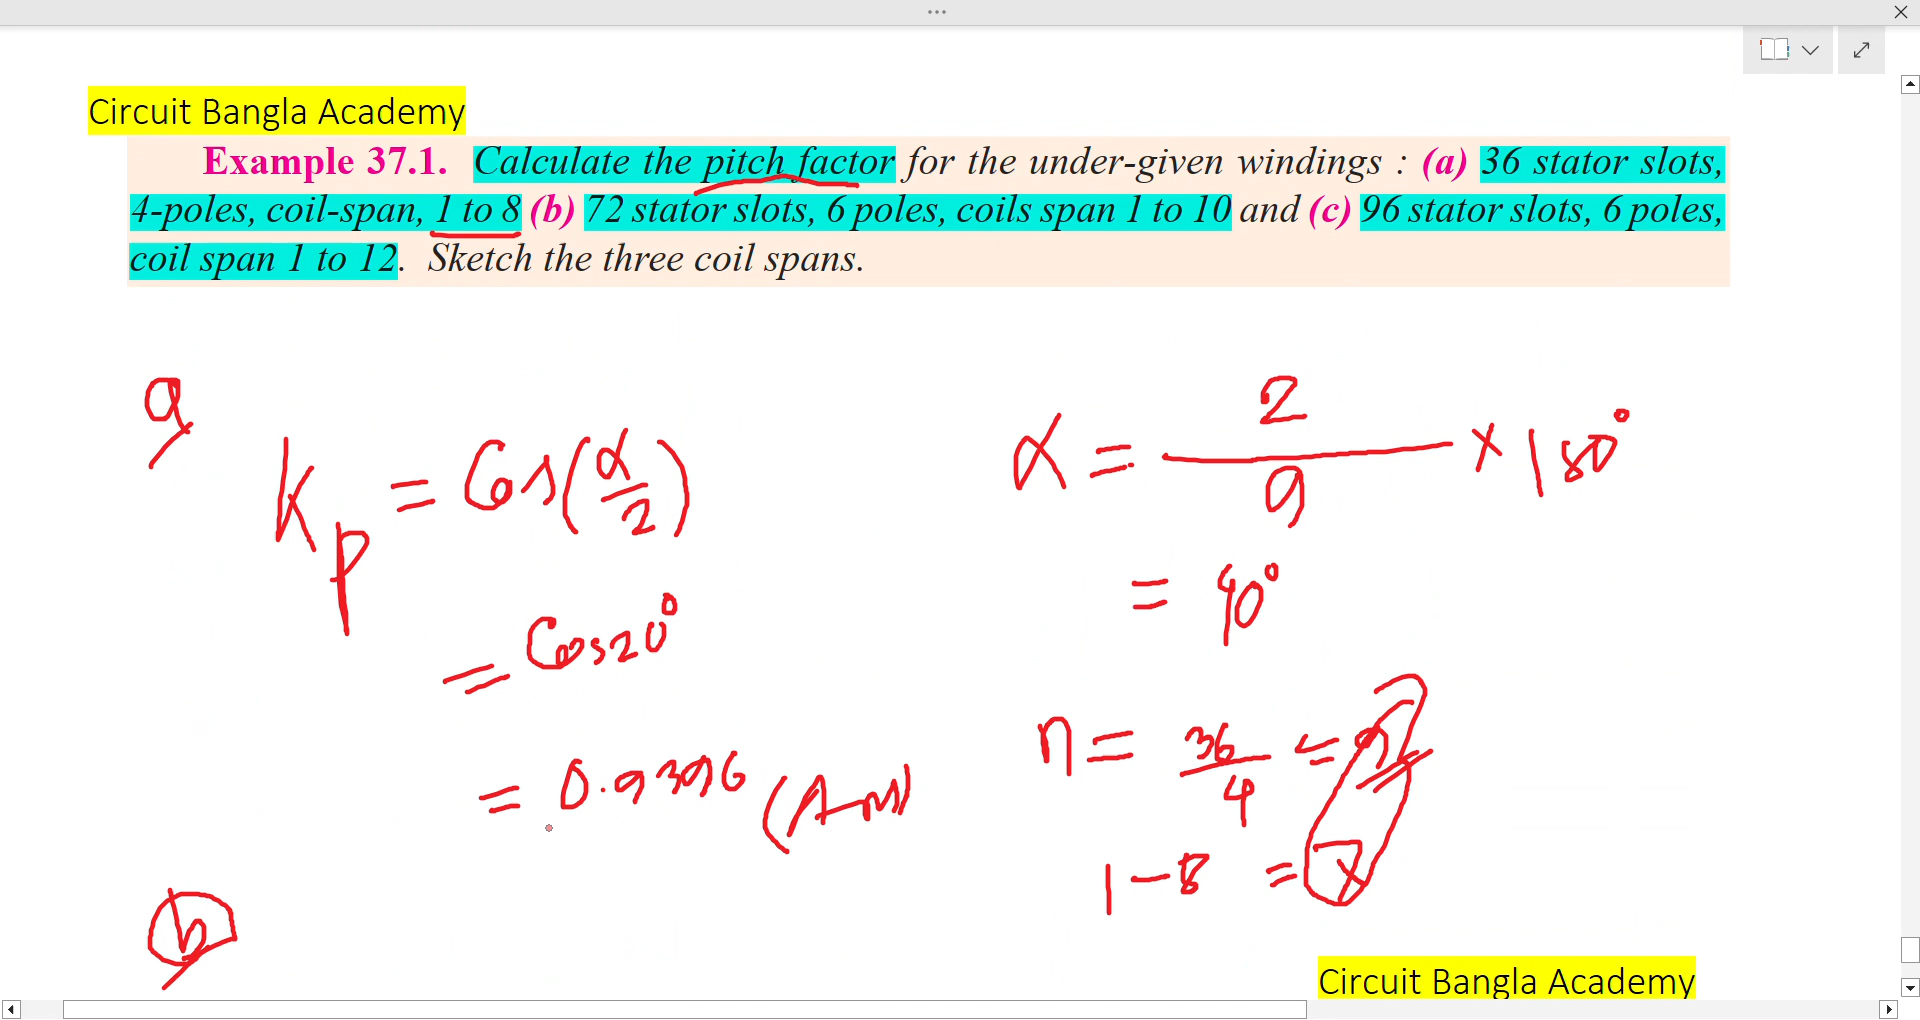 Circuit Bangla Academy
Example 37.1. Calculate the pitch factor for the under-given windings : (a) 36 stator slots,
4-poles, coil-span, 1 to 8 (b) 72 stator slots, 6 poles, coils span 1 to 10 and (c) 96 stator slots, 6 poles,
coil span 1 to 12. Sketch the three coil spans.
a
Kp = Cos(α/2)
= Cos20°
= 0.9396 (Ans)
b
α = 2/9 × 180°
= 40°
n = 36/4 = 9
1-8 = 7
Circuit Bangla Academy